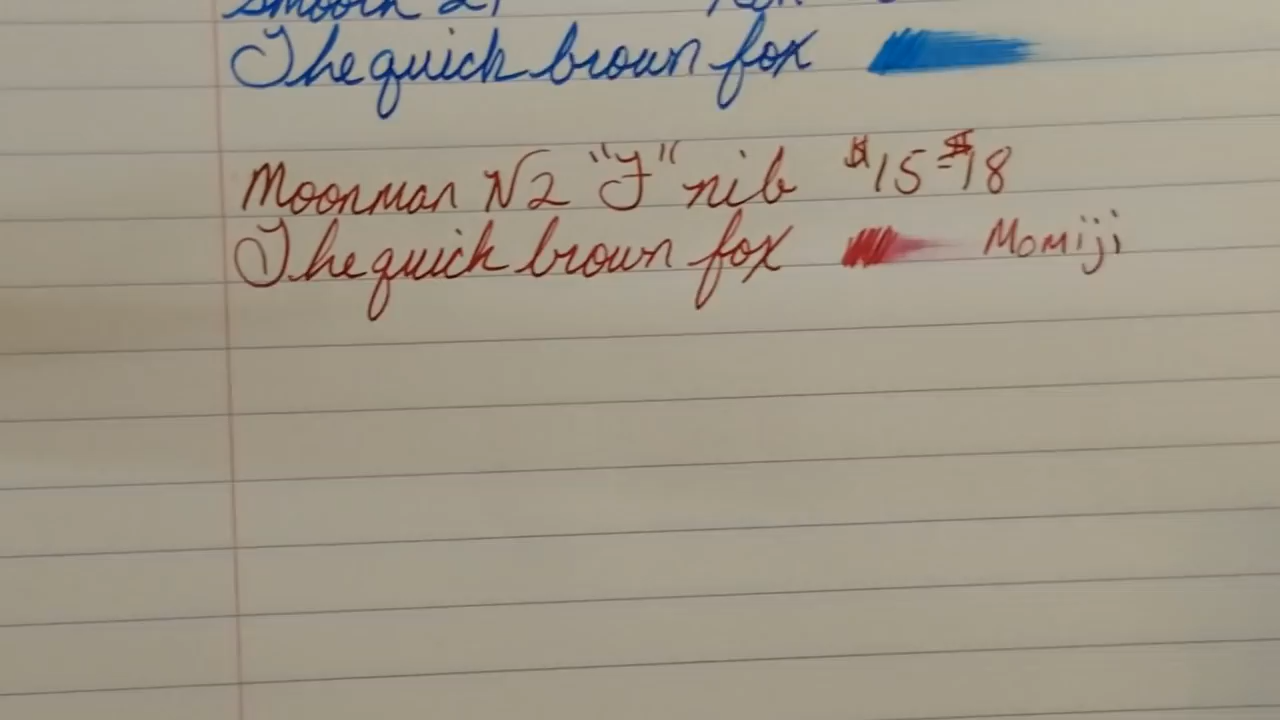 The quick brown fox
Moonman N2 "F" nib $15-$18
The quick brown fox Momiji